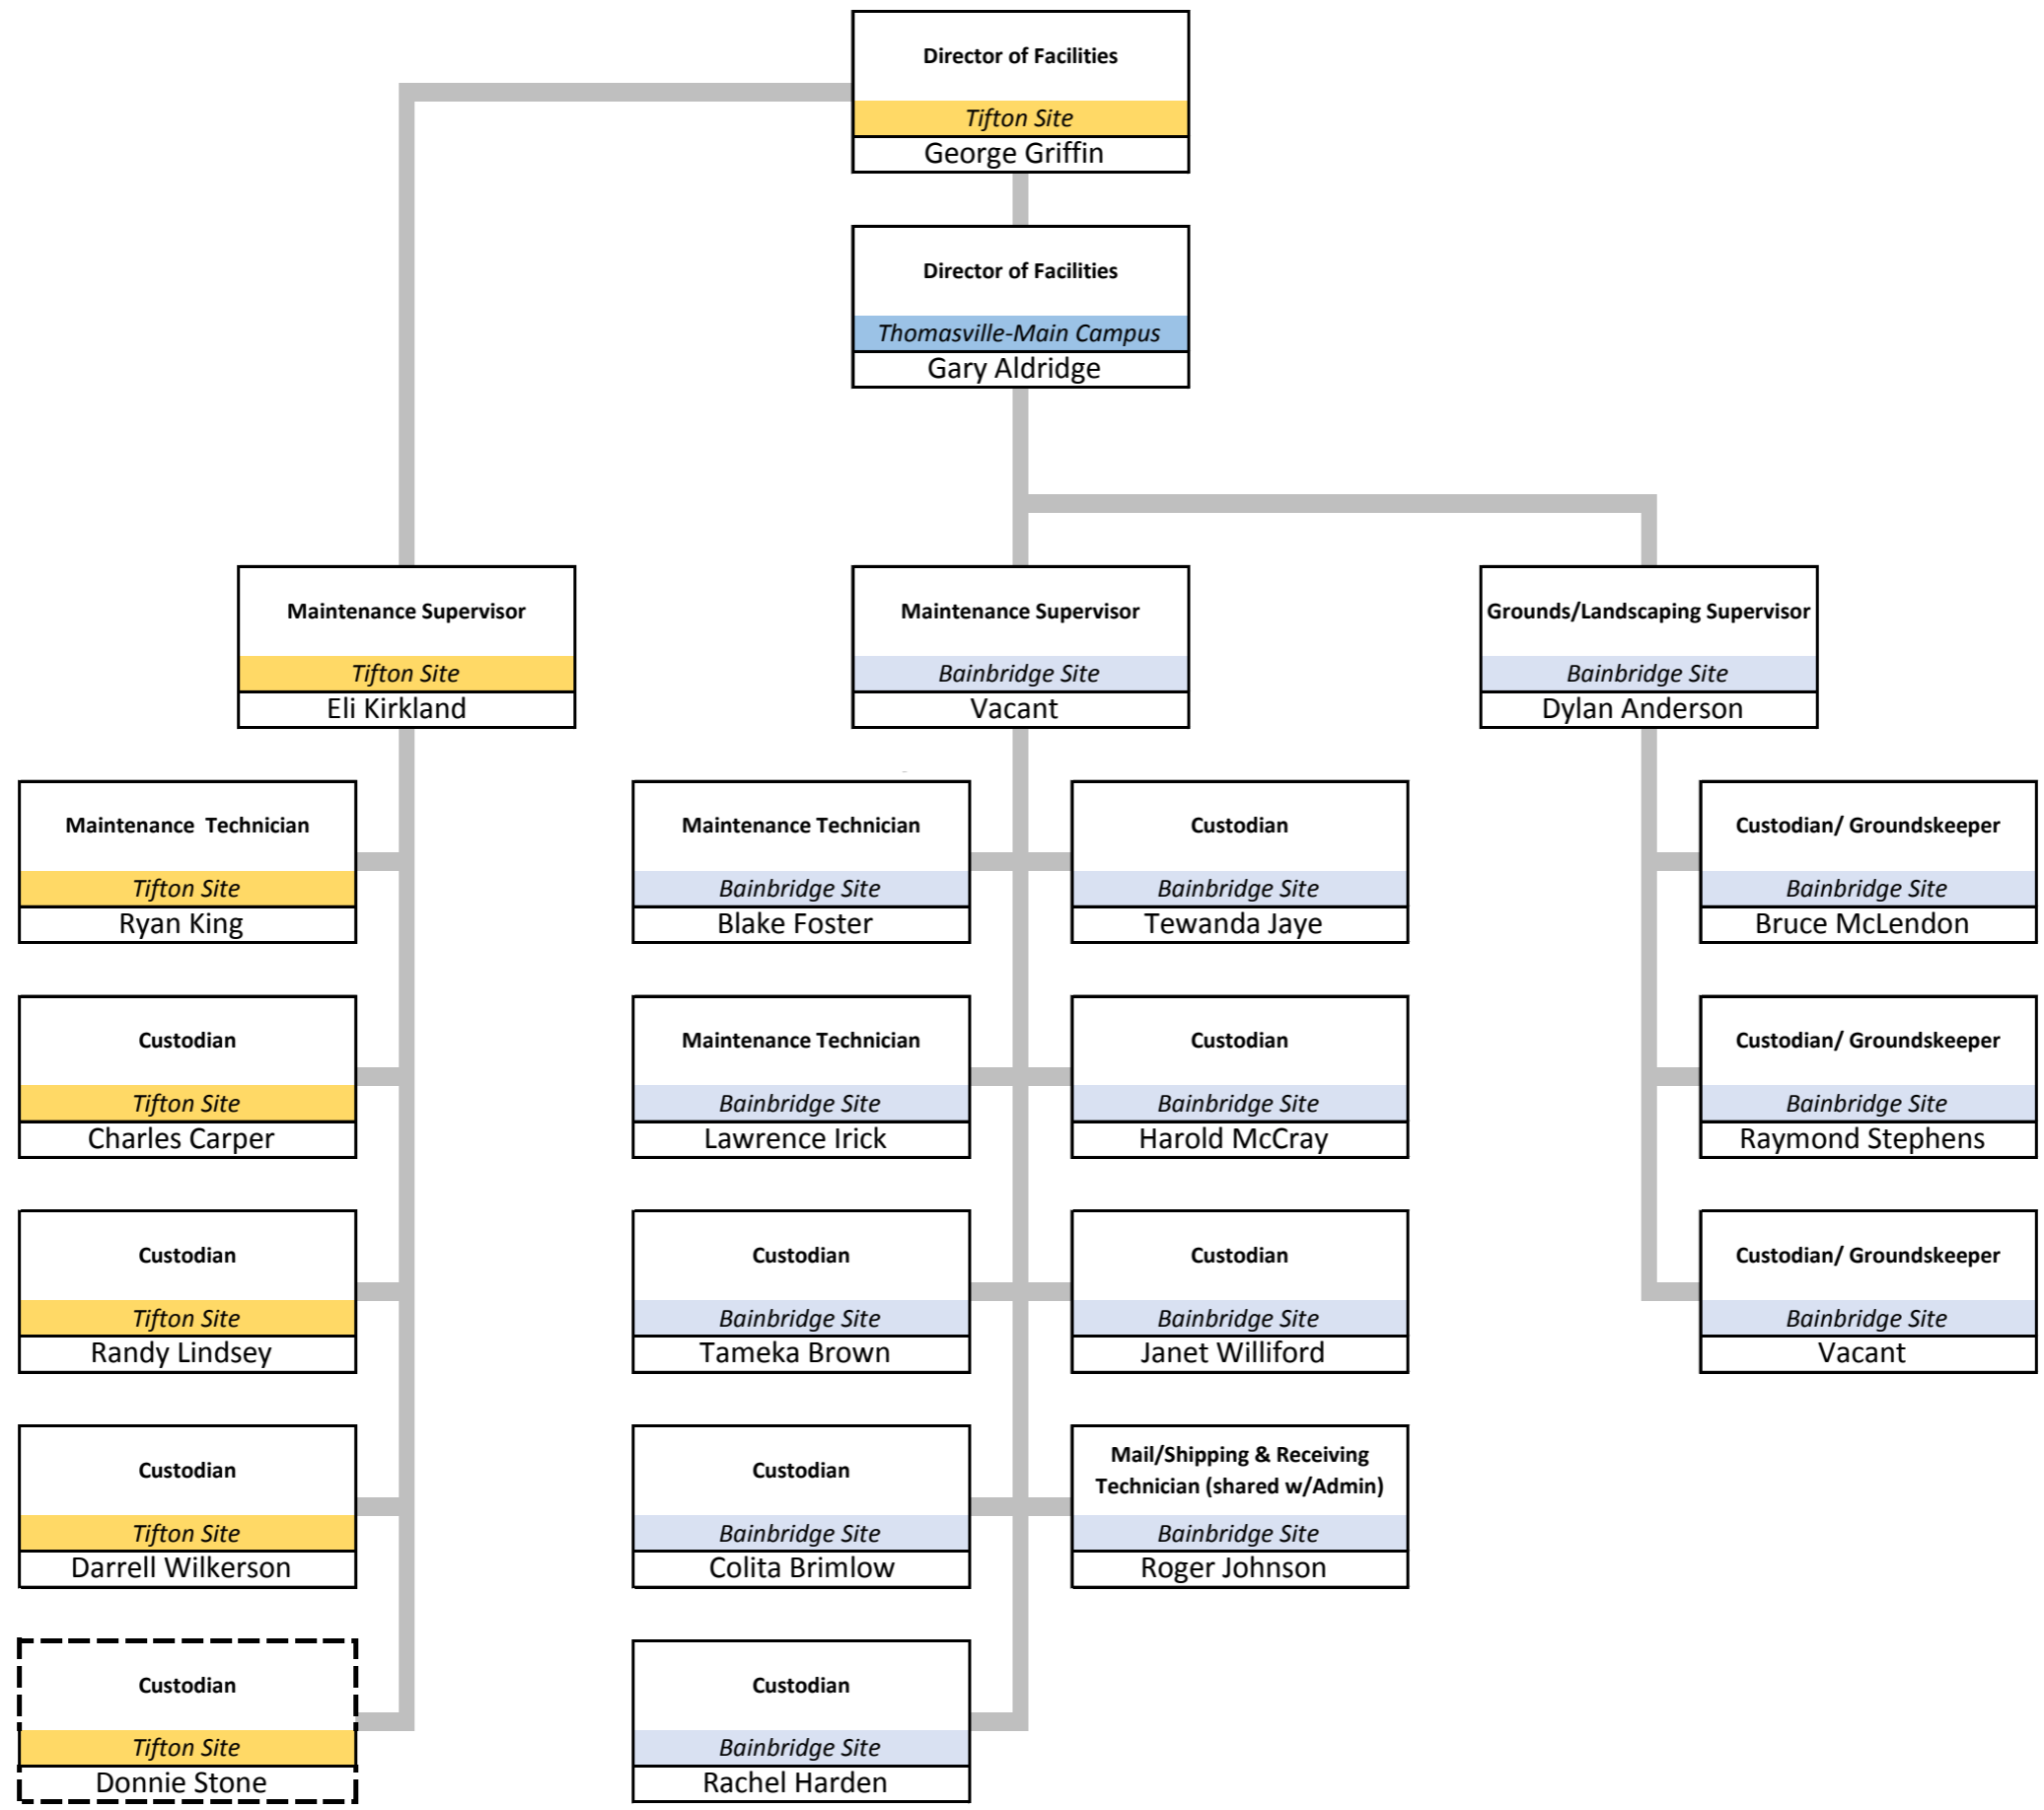 Director of Facilities
Tifton Site
George Griffin
Director of Facilities
Thomasville-Main Campus
Gary Aldridge
Maintenance Supervisor
Tifton Site
Eli Kirkland
Maintenance Supervisor
Bainbridge Site
Vacant
Grounds/Landscaping Supervisor
Bainbridge Site
Dylan Anderson
Maintenance  Technician
Tifton Site
Ryan King
Maintenance Technician
Bainbridge Site
Blake Foster
Custodian
Bainbridge Site
Tewanda Jaye
Custodian/ Groundskeeper
Bainbridge Site
Bruce McLendon
Custodian
Tifton Site
Charles Carper
Maintenance Technician
Bainbridge Site
Lawrence Irick
Custodian
Bainbridge Site
Harold McCray
Custodian/ Groundskeeper
Bainbridge Site
Raymond Stephens
Custodian
Tifton Site
Randy Lindsey
Custodian
Bainbridge Site
Tameka Brown
Custodian
Bainbridge Site
Janet Williford
Custodian/ Groundskeeper
Bainbridge Site
Vacant
Custodian
Tifton Site
Darrell Wilkerson
Custodian
Bainbridge Site
Colita Brimlow
Mail/Shipping & Receiving
Technician (shared w/Admin)
Bainbridge Site
Roger Johnson
Custodian
Tifton Site
Donnie Stone
Custodian
Bainbridge Site
Rachel Harden